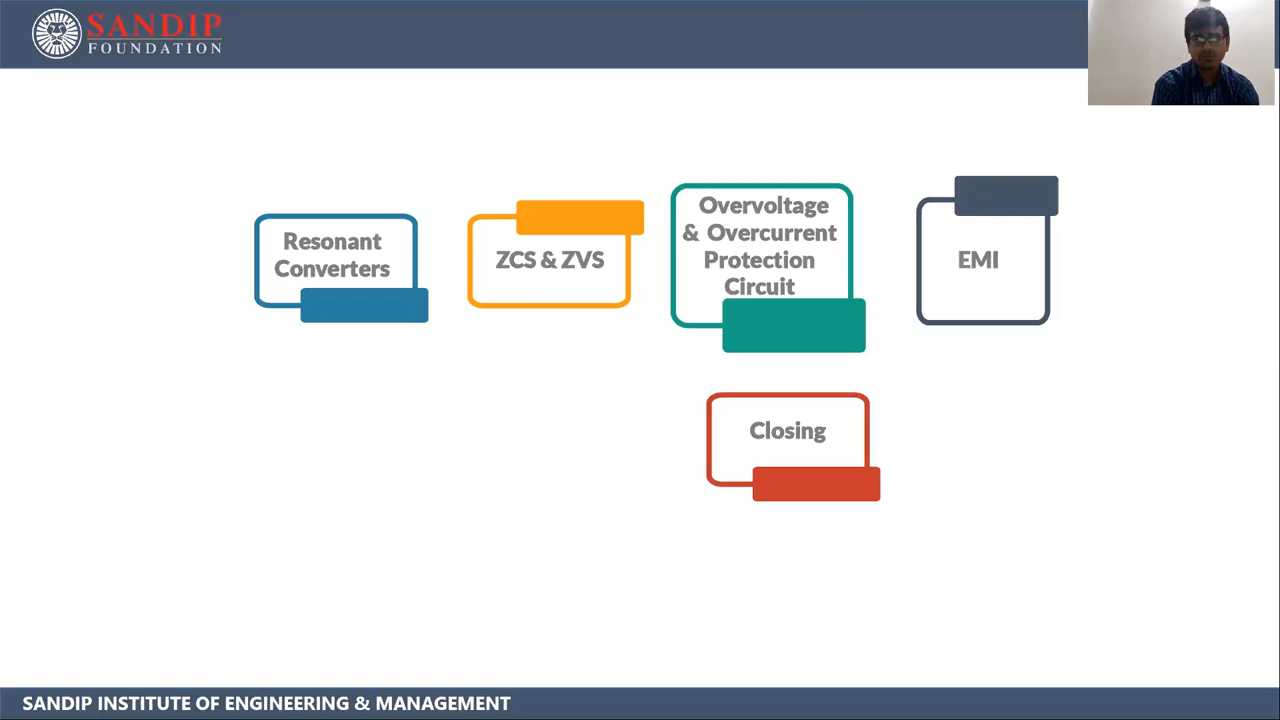 SANDIP
FOUNDATION
Resonant
Converters
ZCS & ZVS
Overvoltage
& Overcurrent
Protection
Circuit
EMI
Closing
SANDIP INSTITUTE OF ENGINEERING & MANAGEMENT